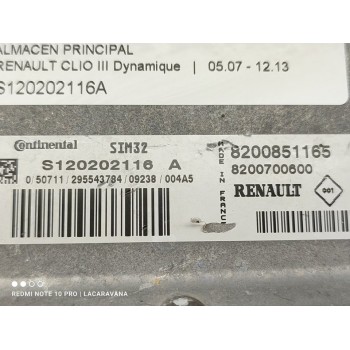 ALMACEN PRINCIPAL
RENAULT CLIO III Dynamique | 05.07 - 12.13
S120202116A
Continental SIM32
S120202116 A
0 50711 / 295543784 / 09238 / 004A5
MADE IN FRANCE
8200851165
8200700600
RENAULT
001
REDMI NOTE 10 PRO | LACARAVANA